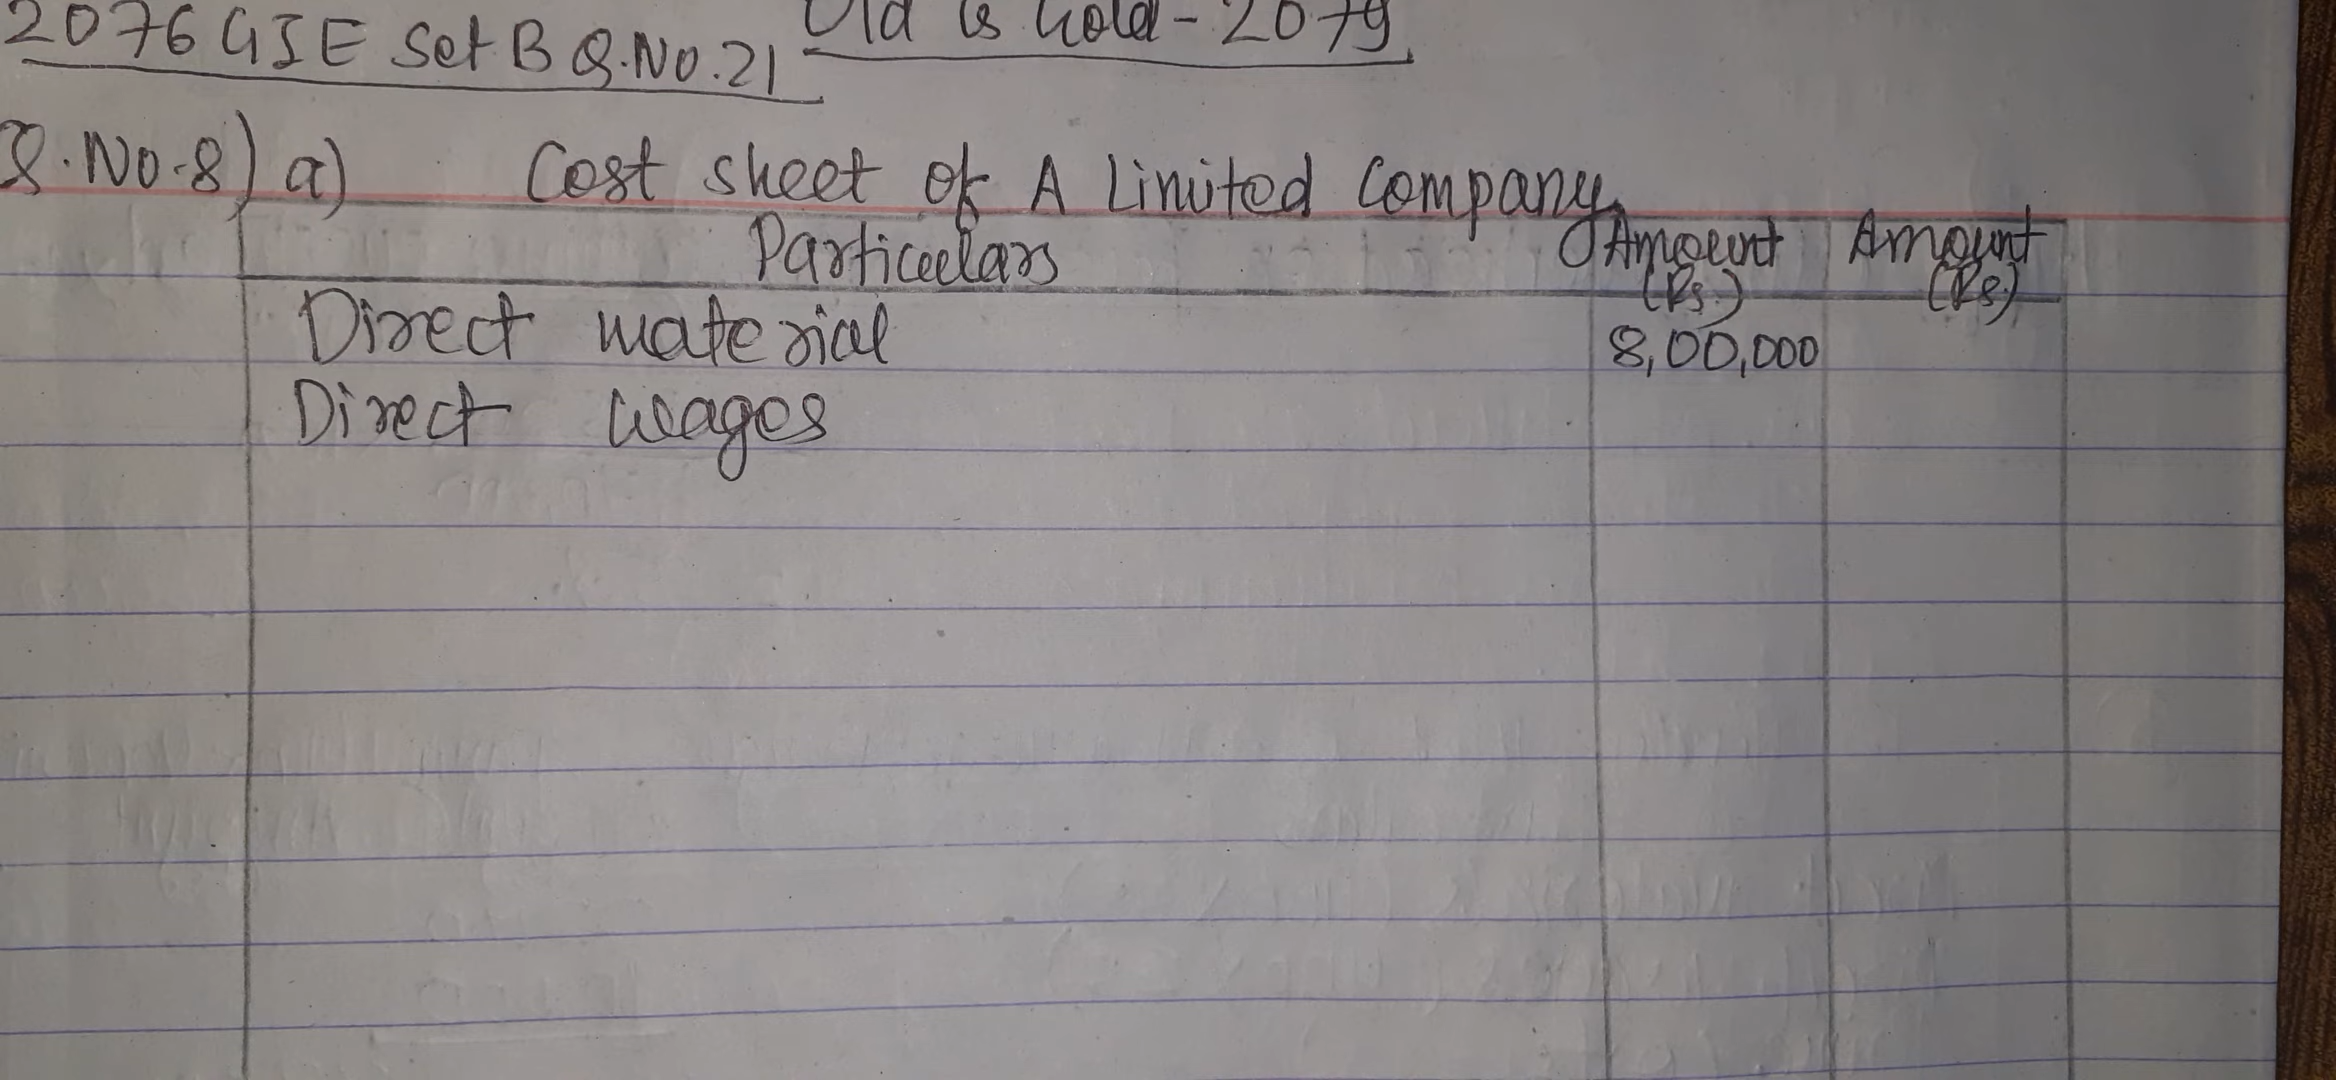 2076 GIE Set B Q.No.21 Old is Gold - 2079
Q.No.8) a) Cost sheet of A Limited Company
Particulars Amount (Rs.) Amount (Rs.)
Direct material 8,00,000
Direct wages